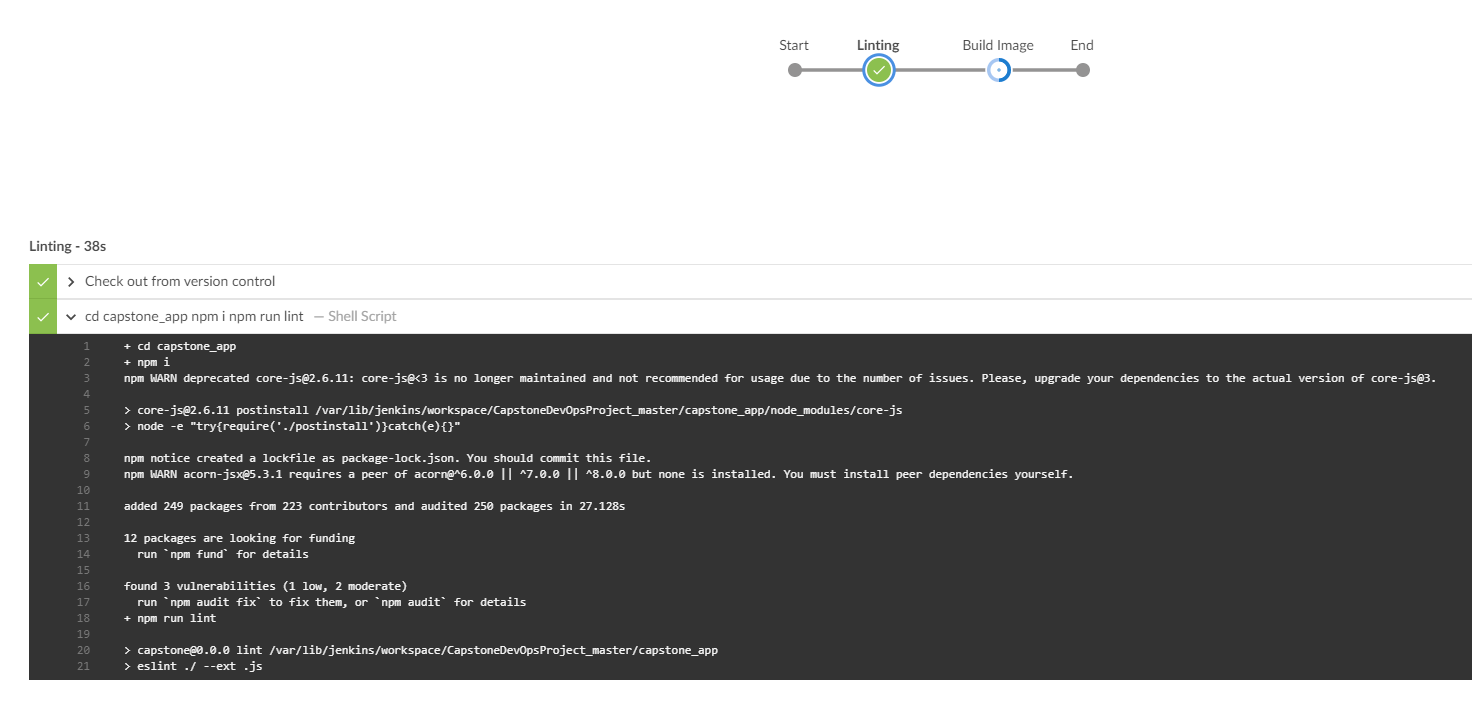 Start Linting Build Image End
Linting - 38s
Check out from version control
cd capstone_app npm i npm run lint — Shell Script
1 + cd capstone_app
2 + npm i
3 npm WARN deprecated core-js@2.6.11: core-js@<3 is no longer maintained and not recommended for usage due to the number of issues. Please, upgrade your dependencies to the actual version of core-js@3.
4
5 > core-js@2.6.11 postinstall /var/lib/jenkins/workspace/CapstoneDevOpsProject_master/capstone_app/node_modules/core-js
6 > node -e "try{require('./postinstall')}catch(e){}"
7
8 npm notice created a lockfile as package-lock.json. You should commit this file.
9 npm WARN acorn-jsx@5.3.1 requires a peer of acorn@^6.0.0 || ^7.0.0 || ^8.0.0 but none is installed. You must install peer dependencies yourself.
10
11 added 249 packages from 223 contributors and audited 250 packages in 27.128s
12
13 12 packages are looking for funding
14 run `npm fund` for details
15
16 found 3 vulnerabilities (1 low, 2 moderate)
17 run `npm audit fix` to fix them, or `npm audit` for details
18 + npm run lint
19
20 > capstone@0.0.0 lint /var/lib/jenkins/workspace/CapstoneDevOpsProject_master/capstone_app
21 > eslint ./ --ext .js